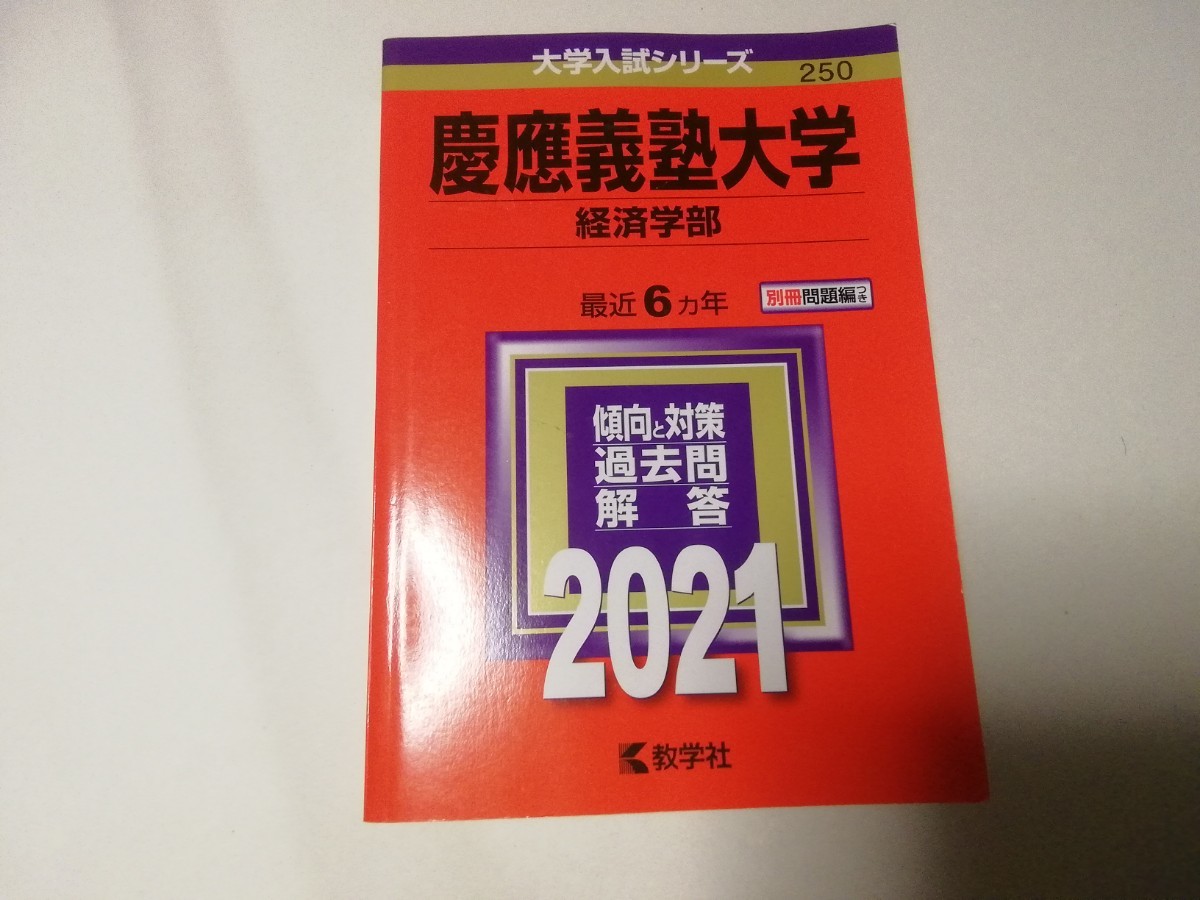 大学入試シリーズ
250
慶應義塾大学
経済学部
最近6ヵ年
別冊問題編つき
傾向と対策
過去問
解答
2021
教学社